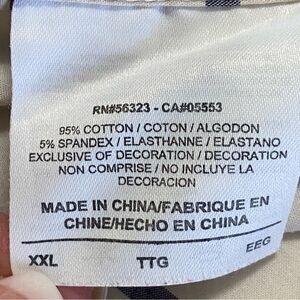 RN#56323 - CA#05553
95% COTTON / COTON / ALGODON
5% SPANDEX / ELASTHANNE / ELASTANO
EXCLUSIVE OF DECORATION / DECORATION
NON COMPRISE / NO INCLUYE LA
DECORACION
MADE IN CHINA/FABRIQUE EN
CHINE/HECHO EN CHINA
XXL TTG EEG